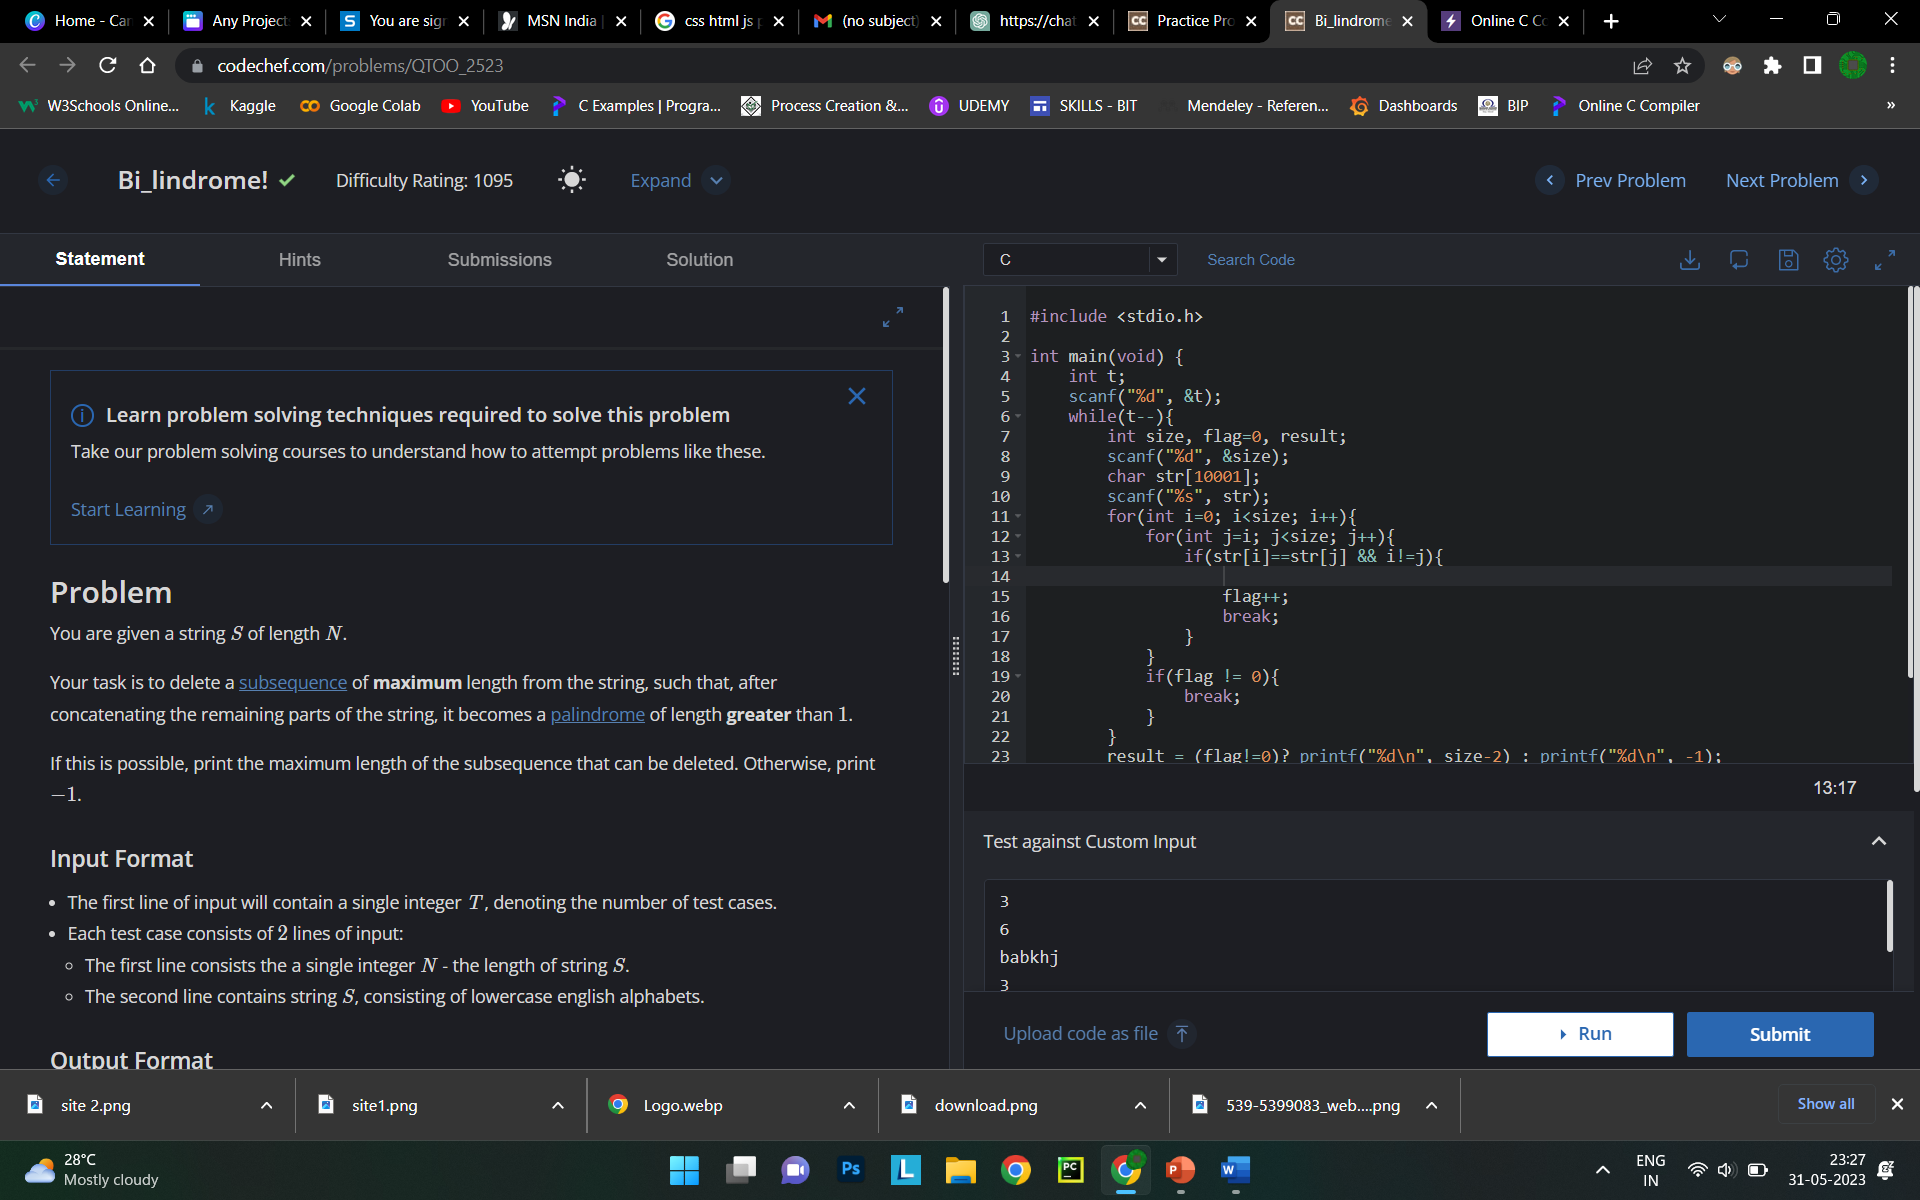 Home - Can
Any Project
You are sign
MSN India |
css html js p
(no subject)
https://chat
Practice Pro
Bi_lindrome
Online C Co
codechef.com/problems/QTOO_2523
W3Schools Online...
Kaggle
Google Colab
YouTube
C Examples | Progra...
Process Creation &...
UDEMY
SKILLS - BIT
Mendeley - Referen...
Dashboards
BIP
Online C Compiler
»
Bi_lindrome!
Difficulty Rating: 1095
Expand
Prev Problem
Next Problem
Statement
Hints
Submissions
Solution
C
Search Code
Learn problem solving techniques required to solve this problem
Take our problem solving courses to understand how to attempt problems like these.
Start Learning
Problem
You are given a string S of length N.
Your task is to delete a subsequence of maximum length from the string, such that, after
concatenating the remaining parts of the string, it becomes a palindrome of length greater than 1.
If this is possible, print the maximum length of the subsequence that can be deleted. Otherwise, print
−1.
Input Format
• The first line of input will contain a single integer T, denoting the number of test cases.
• Each test case consists of 2 lines of input:
◦ The first line consists the a single integer N - the length of string S.
◦ The second line contains string S, consisting of lowercase english alphabets.
Output Format
1 #include <stdio.h>
2
3 int main(void) {
4 int t;
5 scanf("%d", &t);
6 while(t--){
7 int size, flag=0, result;
8 scanf("%d", &size);
9 char str[10001];
10 scanf("%s", str);
11 for(int i=0; i<size; i++){
12 for(int j=i; j<size; j++){
13 if(str[i]==str[j] && i!=j){
14
15 flag++;
16 break;
17 }
18 }
19 if(flag != 0){
20 break;
21 }
22 }
23 result = (flag!=0)? printf("%d\n", size-2) : printf("%d\n", -1);
13:17
Test against Custom Input
3
6
babkhj
3
Upload code as file
Run
Submit
site 2.png
site1.png
Logo.webp
download.png
539-5399083_web....png
Show all
28°C
Mostly cloudy
Ps
L
PC
P
W
ENG
IN
23:27
31-05-2023